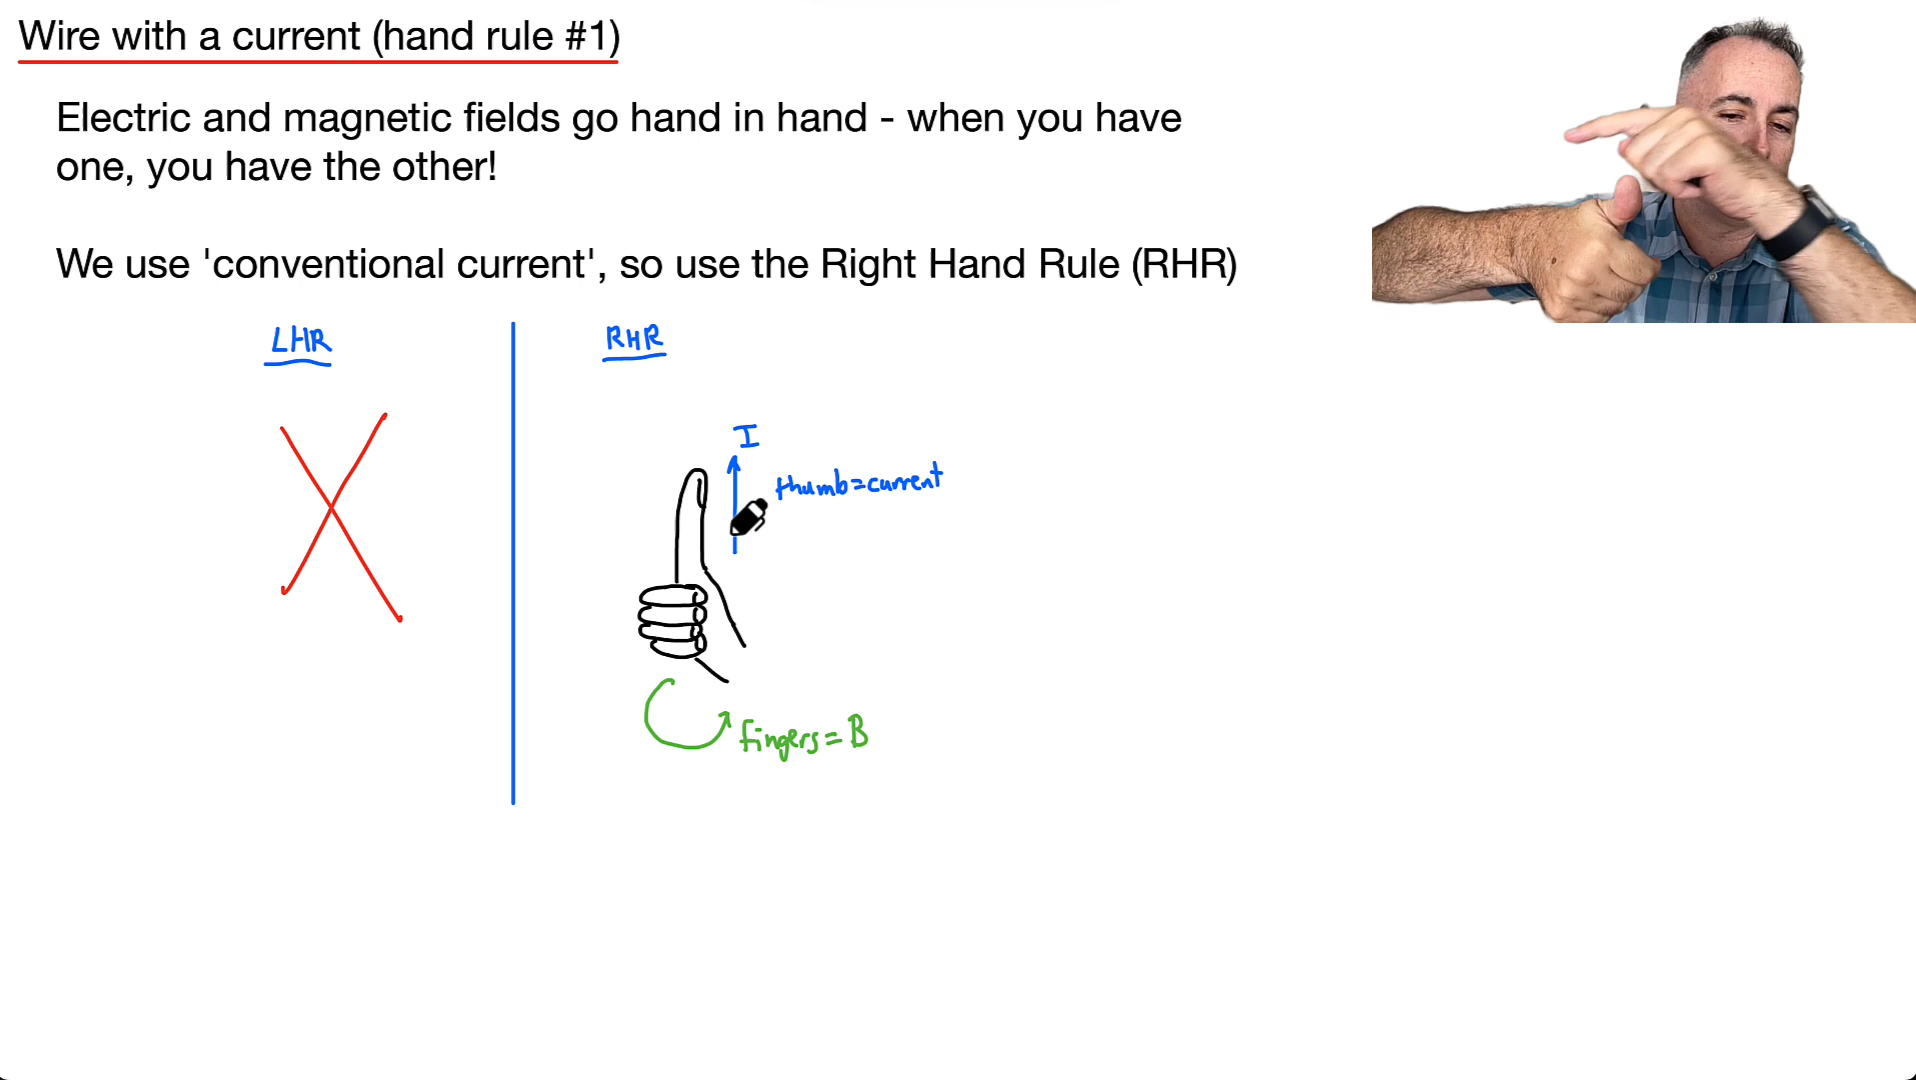 Wire with a current (hand rule #1)
Electric and magnetic fields go hand in hand - when you have
one, you have the other!
We use 'conventional current', so use the Right Hand Rule (RHR)
LHR
RHR
I
thumb=current
fingers=B